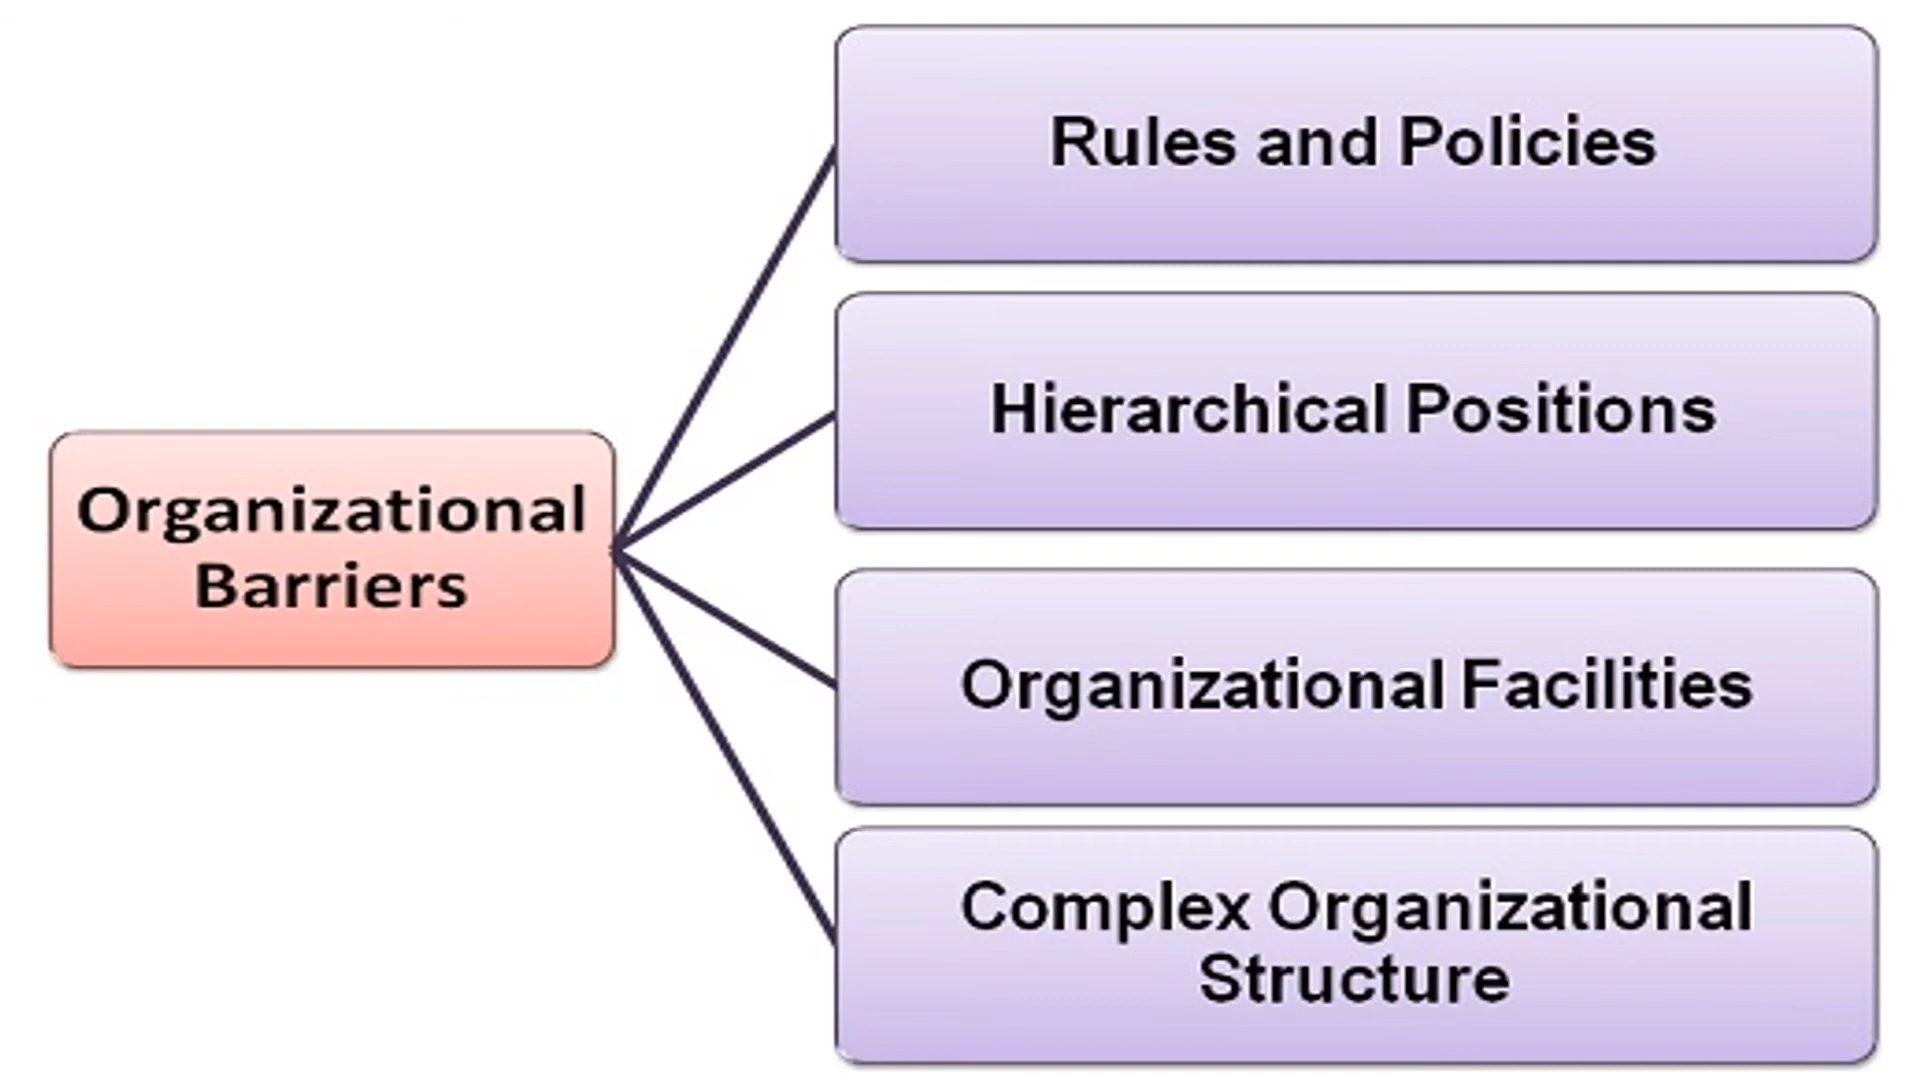 Rules and Policies
Hierarchical Positions
Organizational
Barriers
Organizational Facilities
Complex Organizational
Structure